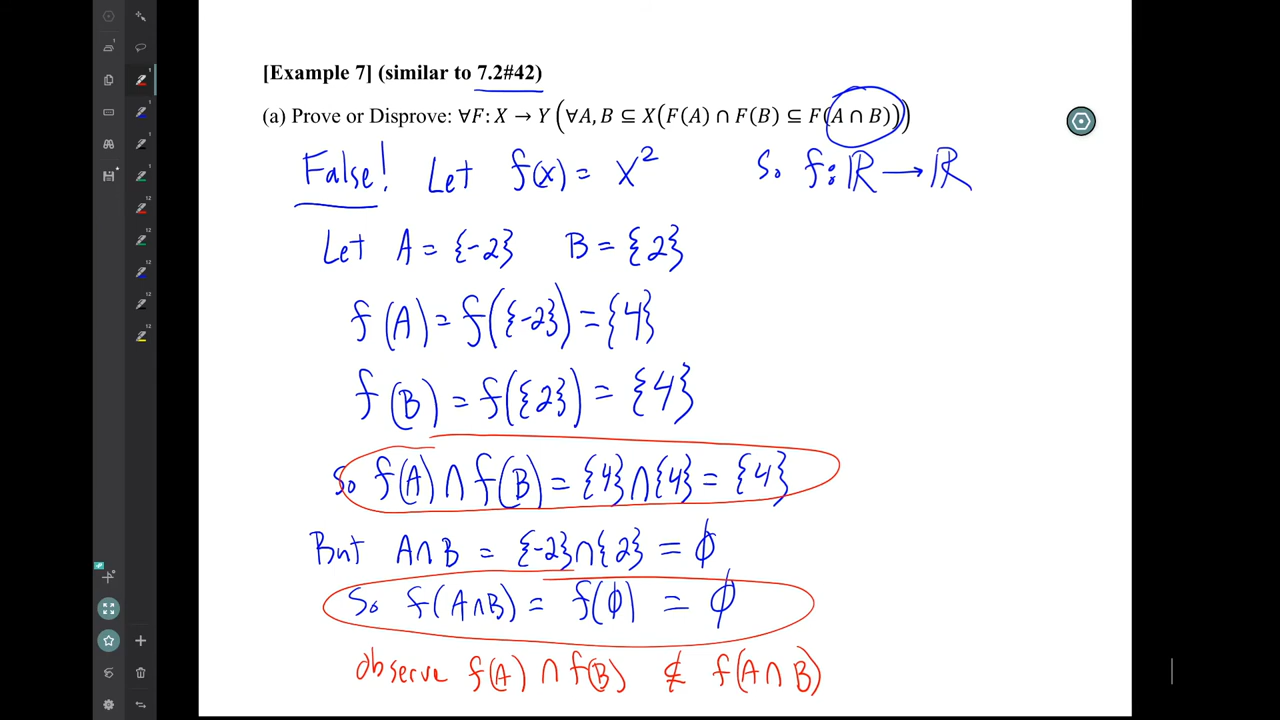 [Example 7] (similar to 7.2#42)
(a) Prove or Disprove: ∀F: X → Y (∀A, B ⊆ X(F(A) ∩ F(B) ⊆ F(A ∩ B)))
False! Let f(x) = x² So f: ℝ → ℝ
Let A = {-2} B = {2}
f(A) = f({-2}) = {4}
f(B) = f({2}) = {4}
So f(A) ∩ f(B) = {4} ∩ {4} = {4}
But A∩B = {-2}∩{2} = ∅
So f(A∩B) = f(∅) = ∅
observe f(A) ∩ f(B) ⊄ f(A ∩ B)